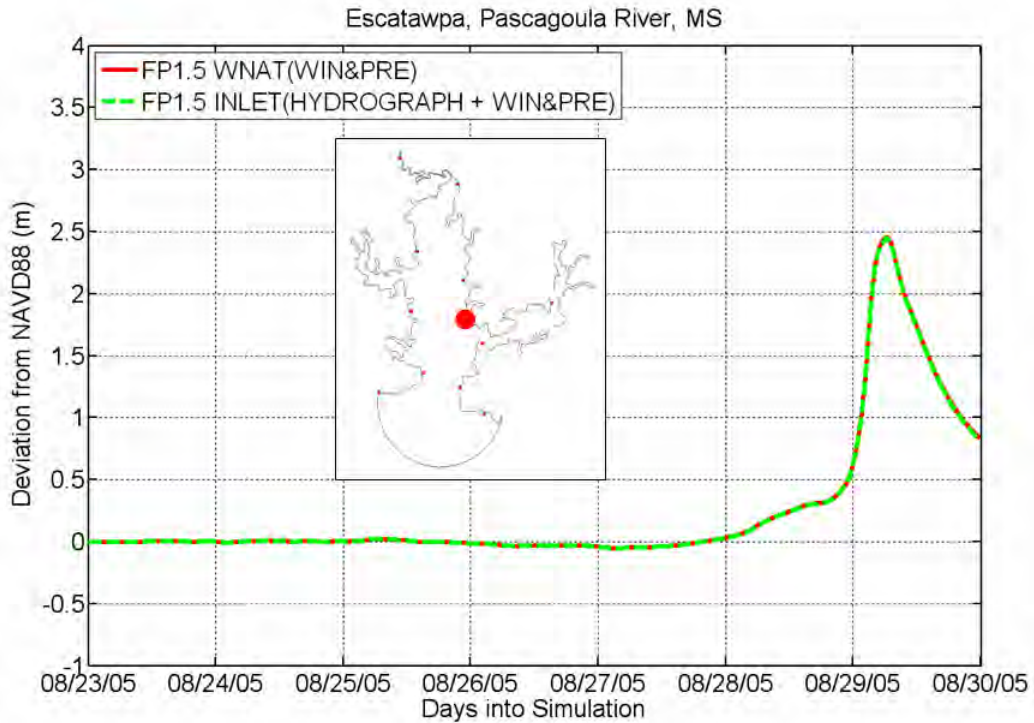 Escatawpa, Pascagoula River, MS
4
FP1.5 WNAT(WIN&PRE)
3.5
FP1.5 INLET(HYDROGRAPH + WIN&PRE)
3
2.5
2
1.5
1
0.5
0
-0.5
-1
Deviation from NAVD88 (m)
08/23/05 08/24/05 08/25/05 08/26/05 08/27/05 08/28/05 08/29/05 08/30/05
Days into Simulation